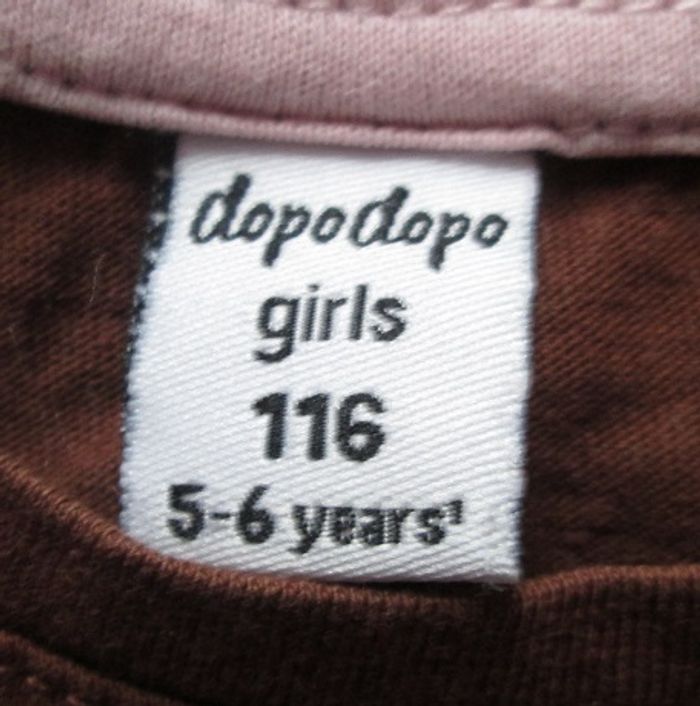 dopodopo
girls
116
5-6 years'